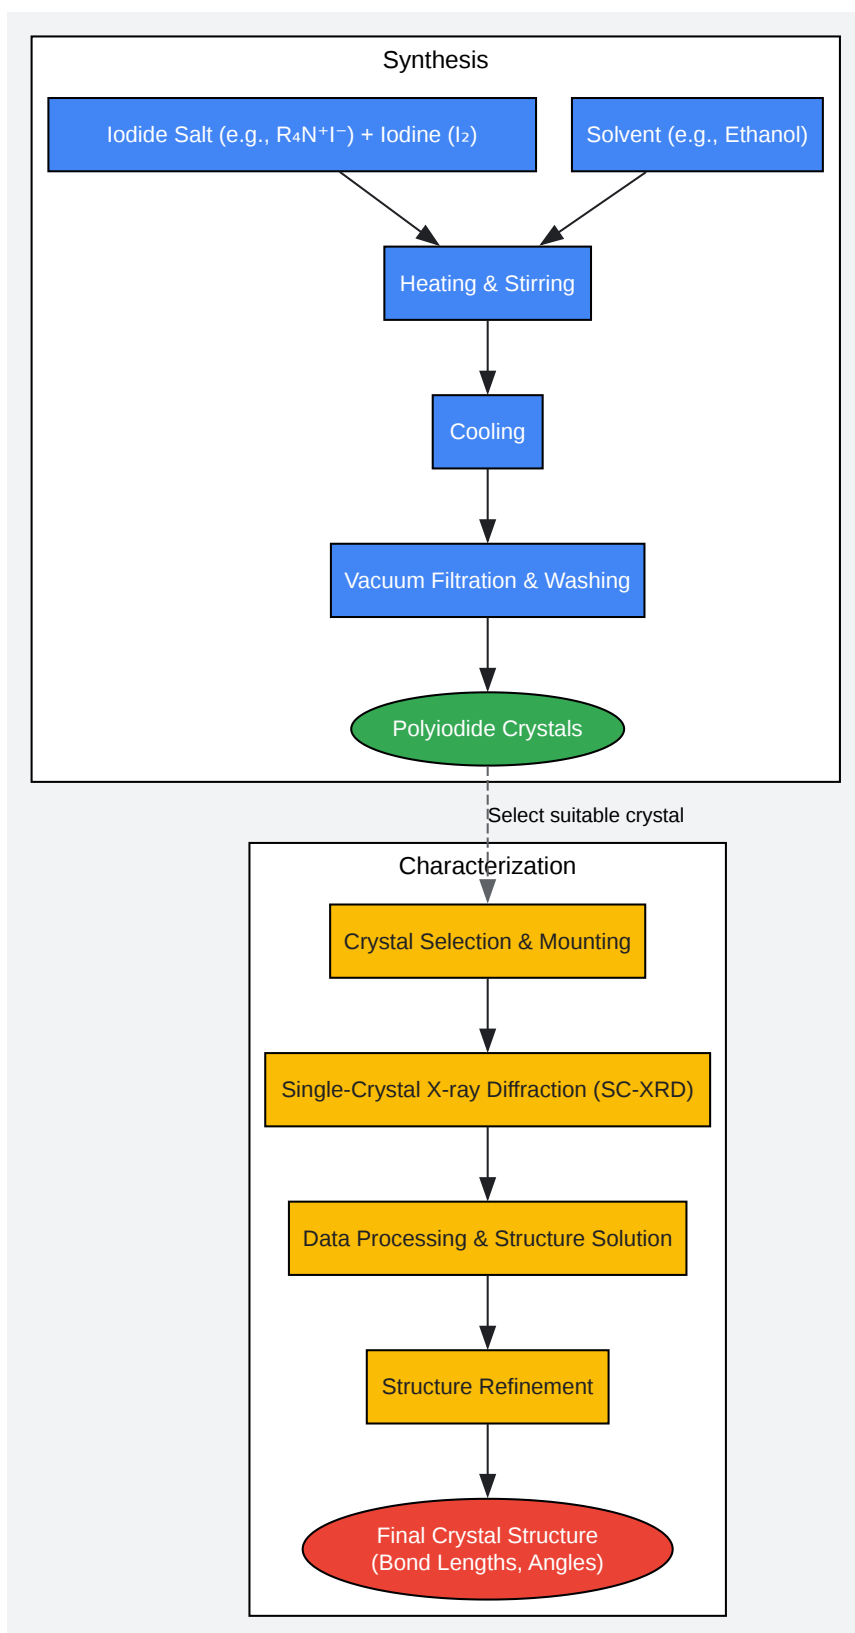 Synthesis
Iodide Salt (e.g., R₄N⁺I⁻) + Iodine (I₂)
Solvent (e.g., Ethanol)
Heating & Stirring
Cooling
Vacuum Filtration & Washing
Polyiodide Crystals
Select suitable crystal
Characterization
Crystal Selection & Mounting
Single-Crystal X-ray Diffraction (SC-XRD)
Data Processing & Structure Solution
Structure Refinement
Final Crystal Structure
(Bond Lengths, Angles)